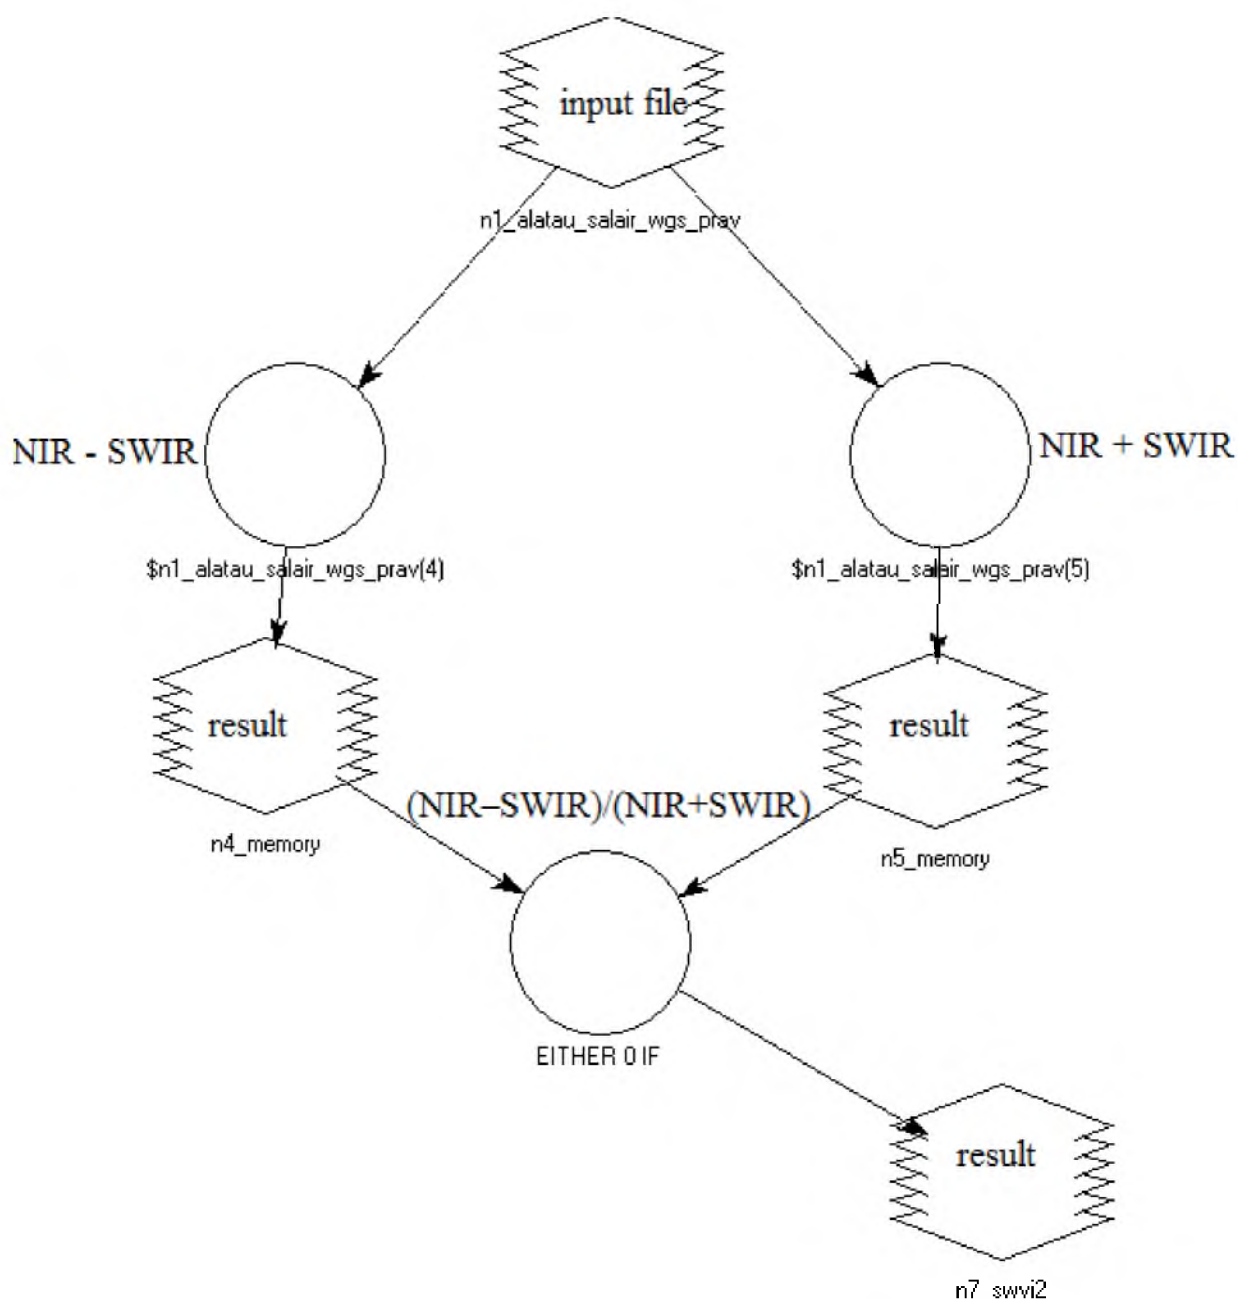 input file
n1_alatau_salair_wgs_prav
NIR - SWIR
NIR + SWIR
$n1_alatau_salair_wgs_prav(4)
$n1_alatau_salair_wgs_prav(5)
result
result
(NIR–SWIR)/(NIR+SWIR)
n4_memory
n5_memory
EITHER 0 IF
result
n7_swvi2